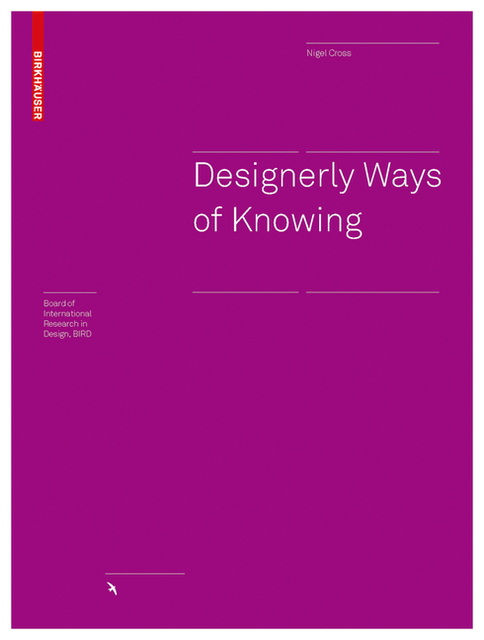 BIRKHÄUSER
Nigel Cross
Designerly Ways
of Knowing
Board of
International
Research in
Design, BIRD